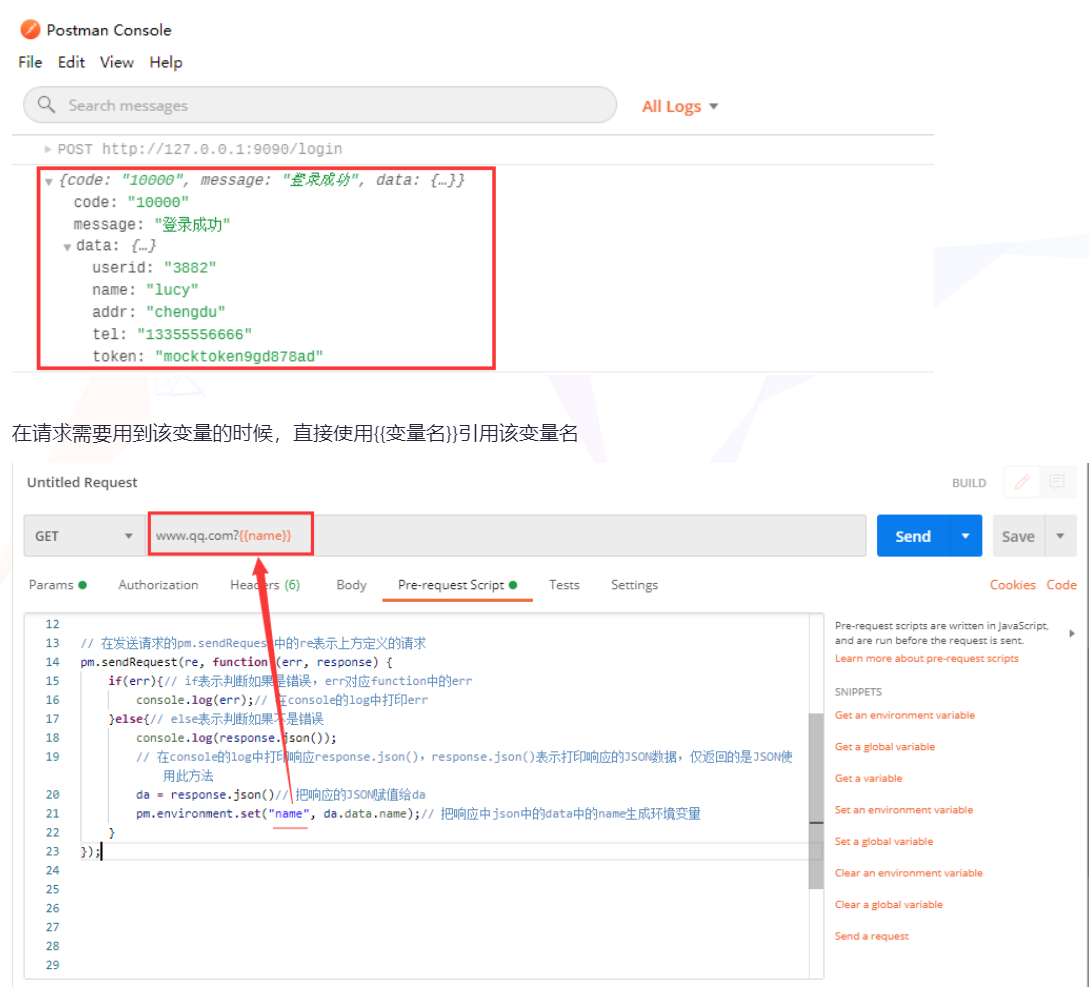 Postman Console
File Edit View Help
Search messages
All Logs
POST http://127.0.0.1:9090/login
{code: "10000", message: "登录成功", data: {…}}
code: "10000"
message: "登录成功"
data: {…}
userid: "3882"
name: "lucy"
addr: "chengdu"
tel: "13355556666"
token: "mocktoken9gd878ad"
在请求需要用到该变量的时候，直接使用{{变量名}}引用该变量名
Untitled Request
BUILD
GET
www.qq.com?{{name}}
Send
Save
Params Authorization Headers (6) Body Pre-request Script Tests Settings
Cookies Code
12
13 // 在发送请求的pm.sendRequest中的re表示上方定义的请求
14 pm.sendRequest(re, function (err, response) {
15 if(err){// if表示判断如果是错误，err对应function中的err
16 console.log(err);// 在console的log中打印err
17 }else{// else表示判断如果不是错误
18 console.log(response.json());
19 // 在console的log中打印响应response.json()，response.json()表示打印响应的JSON数据，仅返回的是JSON使
用此方法
20 da = response.json()// 把响应的JSON赋值给da
21 pm.environment.set("name", da.data.name);// 把响应中json中的data中的name生成环境变量
22 }
23 });
24
25
26
27
28
29
Pre-request scripts are written in JavaScript,
and are run before the request is sent.
Learn more about pre-request scripts
SNIPPETS
Get an environment variable
Get a global variable
Get a variable
Set an environment variable
Set a global variable
Clear an environment variable
Clear a global variable
Send a request